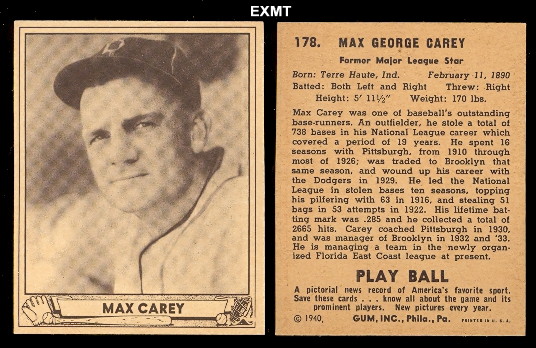 EXMT
MAX CAREY
178. MAX GEORGE CAREY
Former Major League Star
Born: Terre Haute, Ind. February 11, 1890
Batted: Both Left and Right Threw: Right
Height: 5' 11½" Weight: 170 lbs.
Max Carey was one of baseball's outstanding
base-runners. An outfielder, he stole a total of
738 bases in his National League career which
covered a period of 19 years. He spent 16
seasons with Pittsburgh, from 1910 through
most of 1926; was traded to Brooklyn that
same season, and wound up his career with
the Dodgers in 1929. He led the National
League in stolen bases ten seasons, topping
his pilfering with 63 in 1916, and stealing 51
bags in 53 attempts in 1922. His lifetime bat-
ting mark was .285 and he collected a total of
2665 hits. Carey coached Pittsburgh in 1930,
and was manager of Brooklyn in 1932 and '33.
He is managing a team in the newly organ-
ized Florida East Coast league at present.
PLAY BALL
A pictorial news record of America's favorite sport.
Save these cards . . . know all about the game and its
prominent players. New pictures every year.
© 1940, GUM, INC., Phila., Pa. PRINTED IN U.S.A.